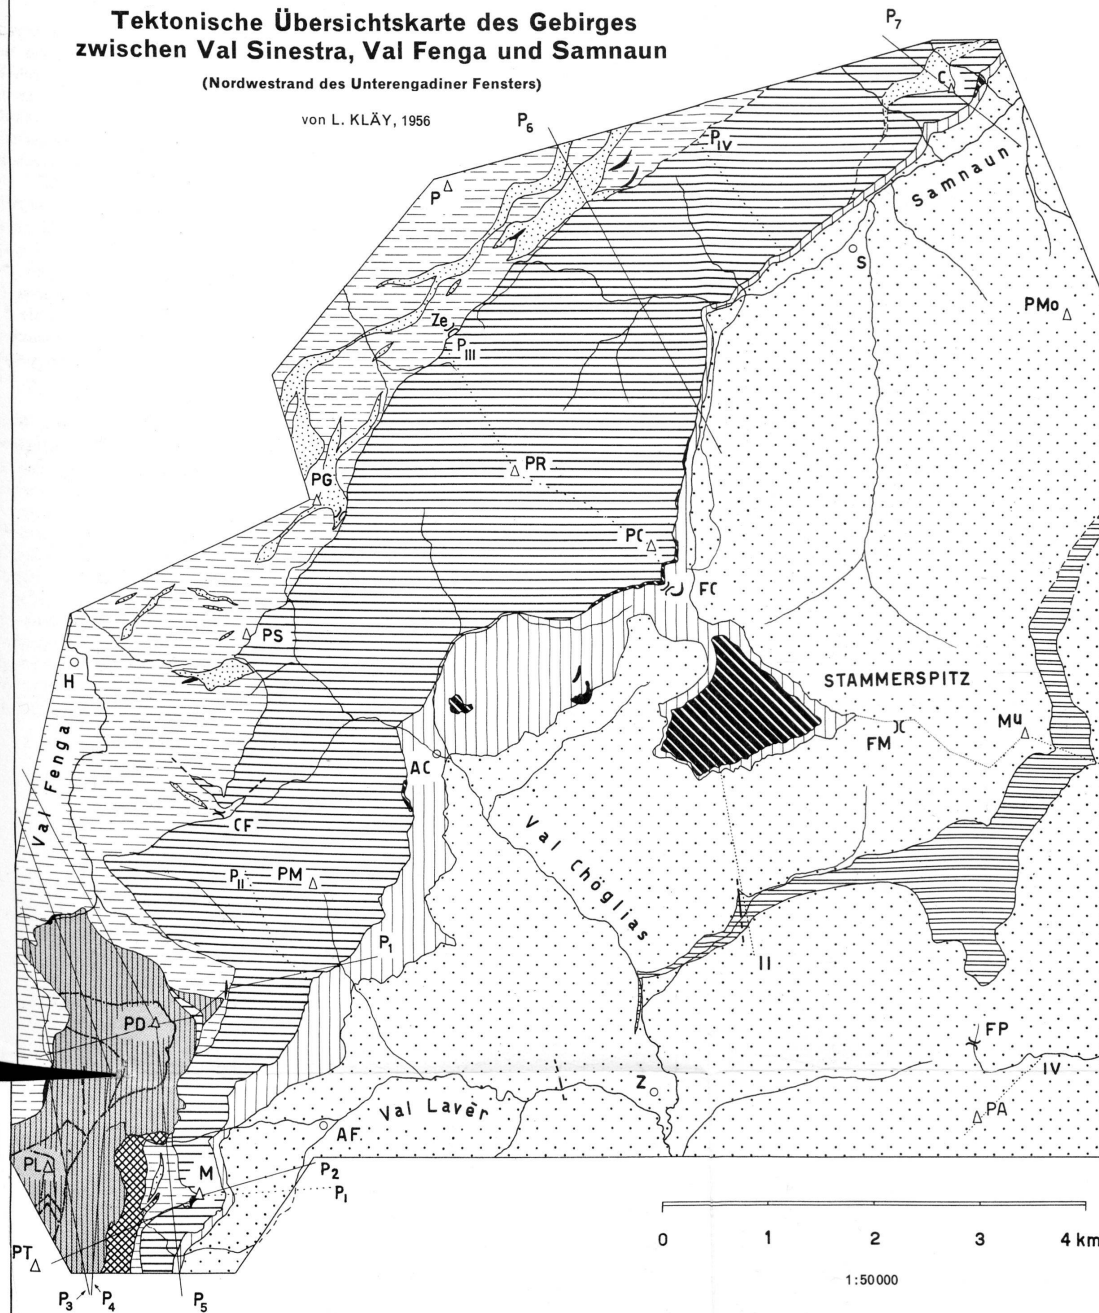 Tektonische Übersichtskarte des Gebirges
zwischen Val Sinestra, Val Fenga und Samnaun
(Nordwestrand des Unterengadiner Fensters)
von L. KLÄY, 1956
P7
C
P6
PIV
P
Samnaun
S
PMo
Ze
PIII
PR
PG
PC
FC
PS
H
STAMMERSPITZ
Mu
FM
Val Fenga
AC
CF
Val Chöglias
PII
PM
P1
II
PD
FP
IV
Z
PA
Val Lavèr
AF
PL
M
P2
PI
PT
P3
P4
P5
0 1 2 3 4 km
1:50000